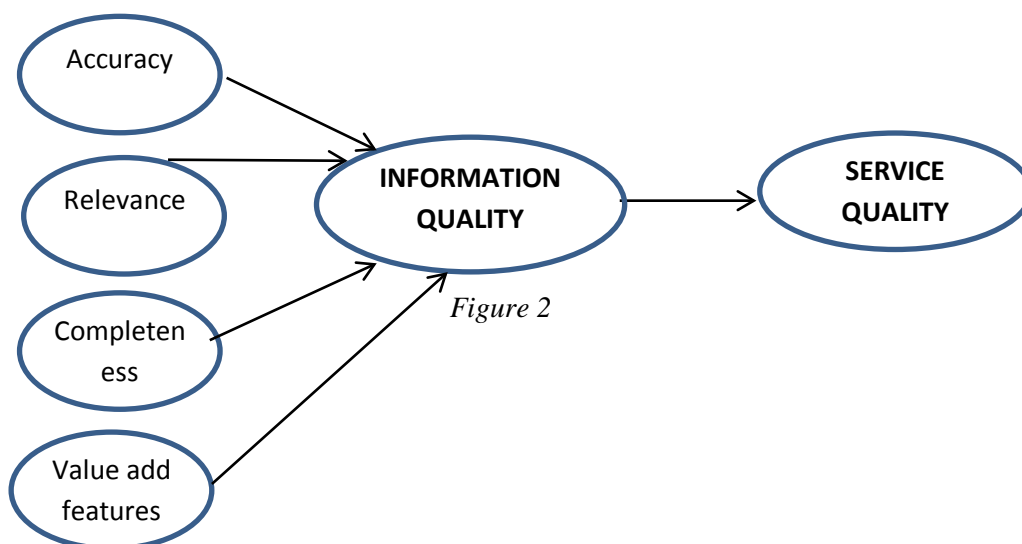 Accuracy
Relevance
Completen
ess
Value add
features
INFORMATION
QUALITY
SERVICE
QUALITY
Figure 2